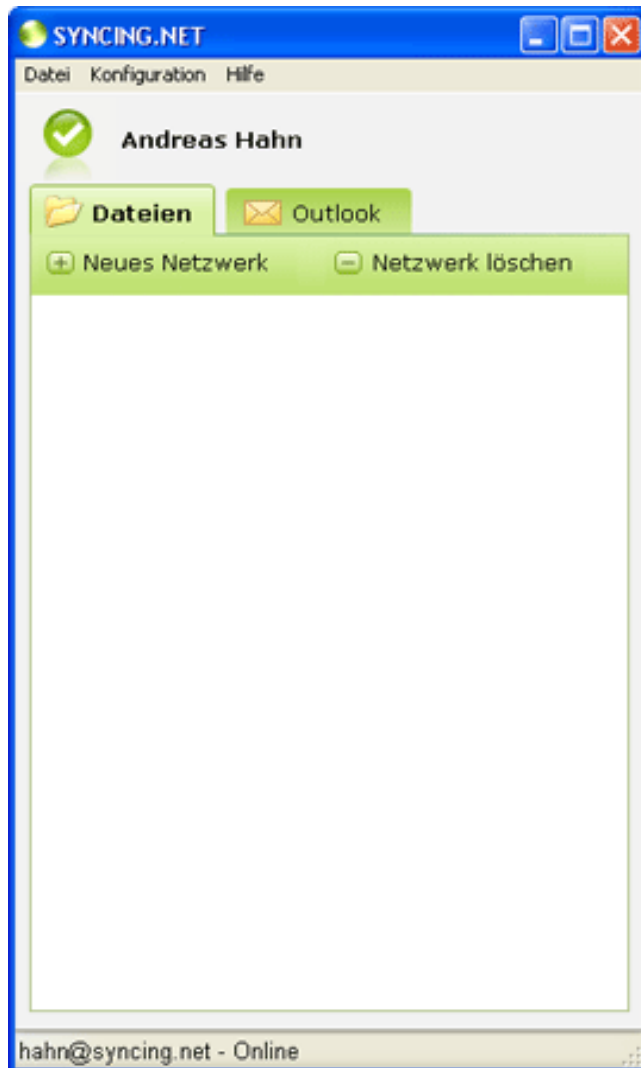 SYNCING.NET
Datei Konfiguration Hilfe
Andreas Hahn
Dateien Outlook
Neues Netzwerk Netzwerk löschen
hahn@syncing.net - Online